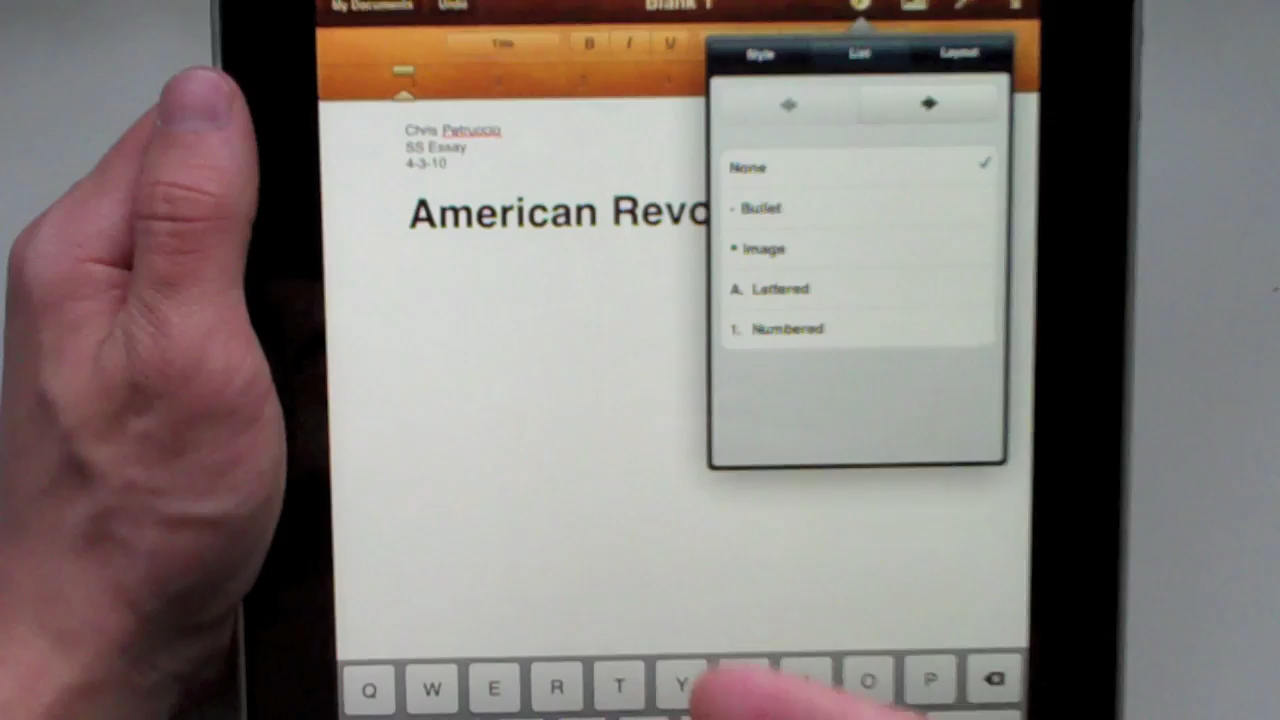 My Documents Undo Blank 1
Title B I U
Style List Layout
Chris Petruccio
SS Essay
4-3-10
American Revo
None
- Bullet
* Image
A. Lettered
1. Numbered
Q W E R T Y O P